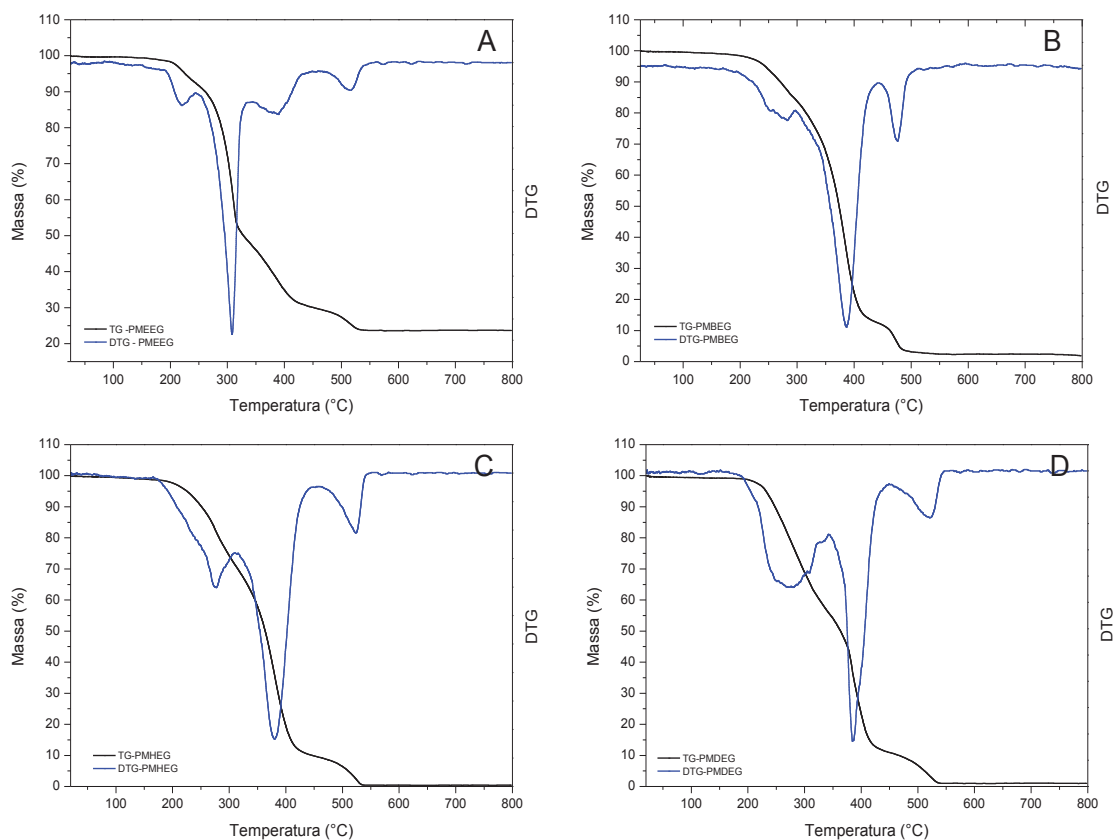 A
110
100
90
80
70
60
50
40
30
20
Massa (%)
DTG
TG -PMEEG
DTG - PMEEG
100 200 300 400 500 600 700 800
Temperatura (°C)
B
110
100
90
80
70
60
50
40
30
20
10
0
Massa (%)
DTG
TG-PMBEG
DTG-PMBEG
100 200 300 400 500 600 700 800
Temperatura (°C)
C
110
100
90
80
70
60
50
40
30
20
10
0
Massa (%)
DTG
TG-PMHEG
DTG-PMHEG
100 200 300 400 500 600 700 800
Temperatura (°C)
D
110
100
90
80
70
60
50
40
30
20
10
0
Massa (%)
DTG
TG-PMDEG
DTG-PMDEG
100 200 300 400 500 600 700 800
Temperatura (°C)